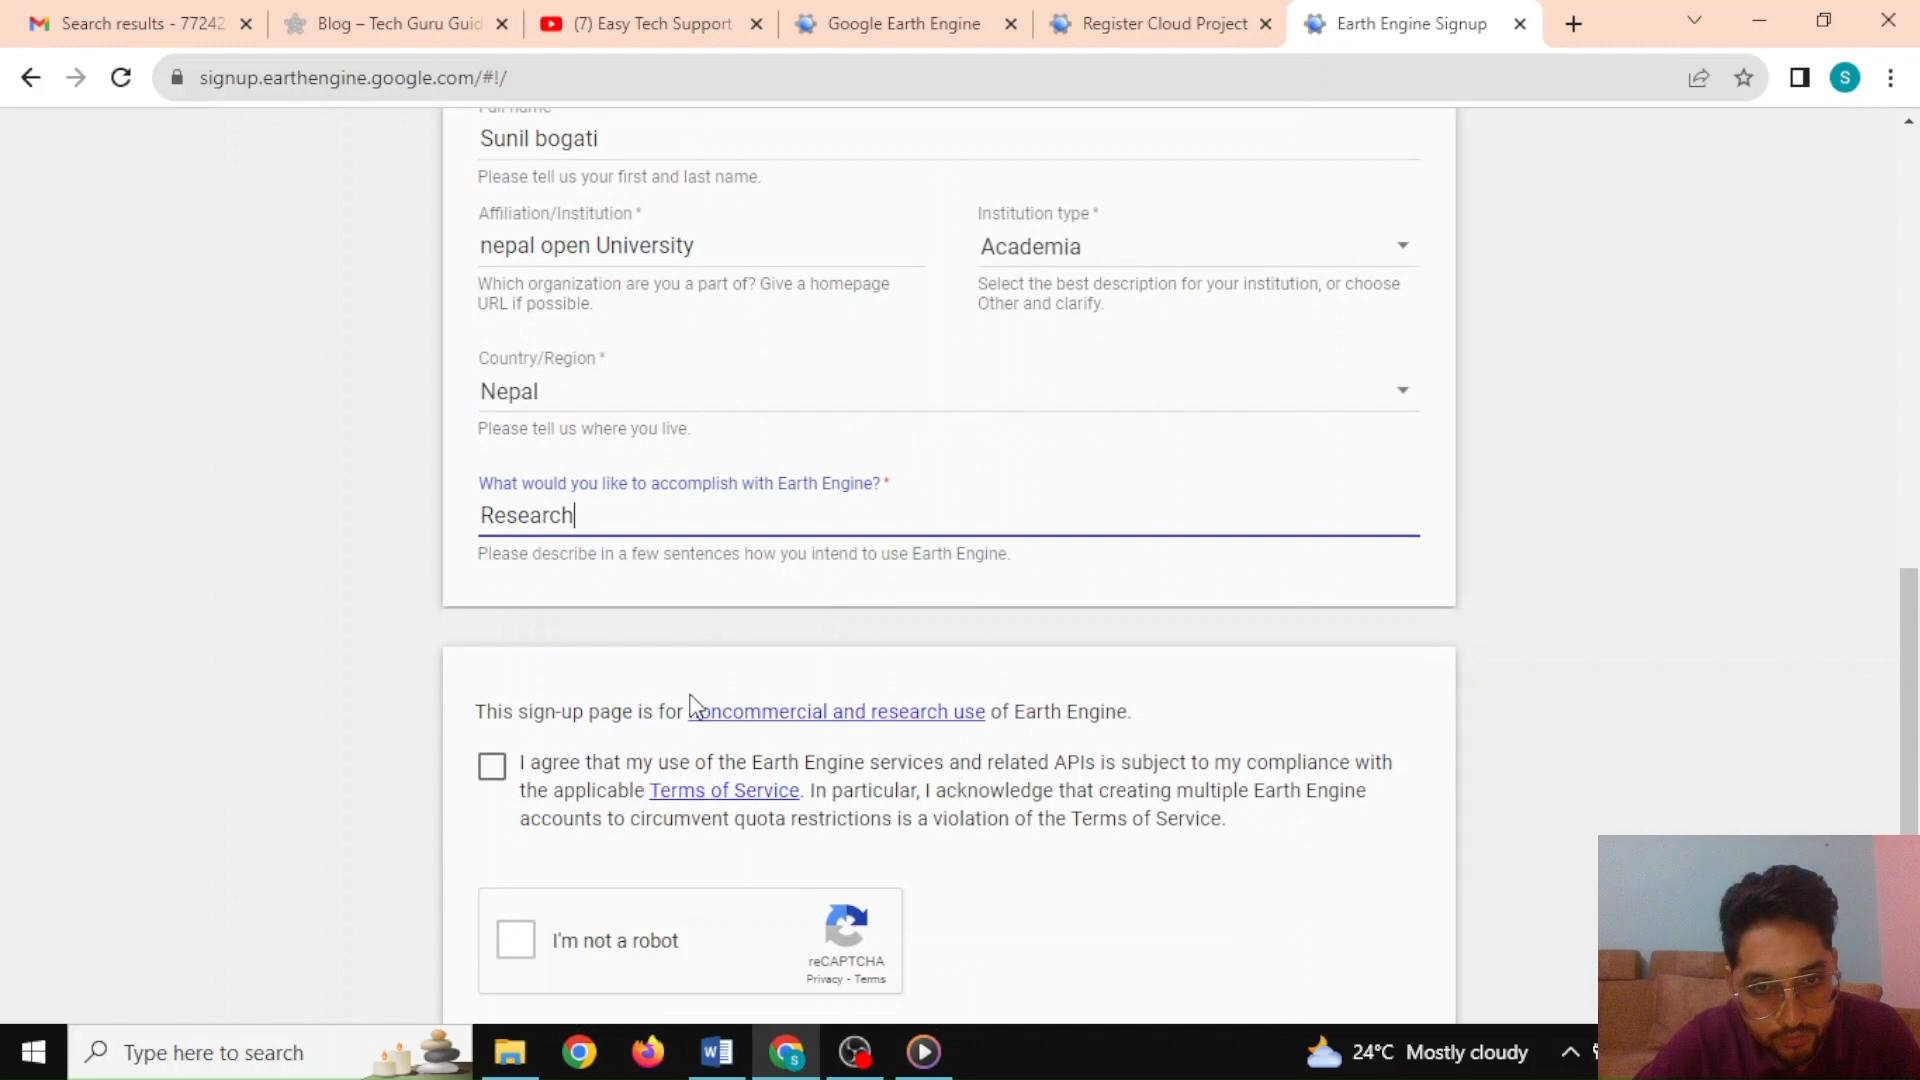 Search results - 77242
Blog – Tech Guru Guid
(7) Easy Tech Support
Google Earth Engine
Register Cloud Project
Earth Engine Signup
signup.earthengine.google.com/#!/
S
Full name
Sunil bogati
Please tell us your first and last name.
Affiliation/Institution *
Institution type *
nepal open University
Academia
Which organization are you a part of? Give a homepage
URL if possible.
Select the best description for your institution, or choose
Other and clarify.
Country/Region *
Nepal
Please tell us where you live.
What would you like to accomplish with Earth Engine? *
Research
Please describe in a few sentences how you intend to use Earth Engine.
This sign-up page is for noncommercial and research use of Earth Engine.
I agree that my use of the Earth Engine services and related APIs is subject to my compliance with
the applicable Terms of Service. In particular, I acknowledge that creating multiple Earth Engine
accounts to circumvent quota restrictions is a violation of the Terms of Service.
I'm not a robot
reCAPTCHA
Privacy - Terms
Type here to search
24°C Mostly cloudy